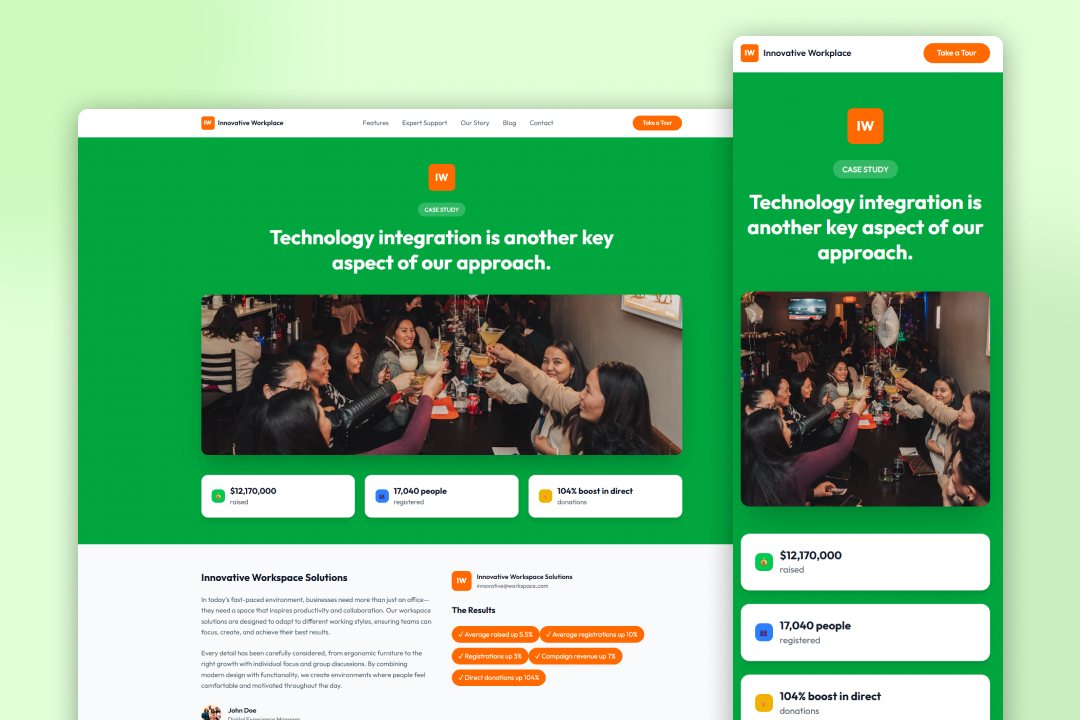 IW Innovative Workplace
Features Expert Support Our Story Blog Contact
Take a Tour
IW
CASE STUDY
Technology integration is another key
aspect of our approach.
$12,170,000
raised
17,040 people
registered
104% boost in direct
donations
Innovative Workspace Solutions
In today's fast-paced environment, businesses need more than just an office—
they need a space that inspires productivity and collaboration. Our workspace
solutions are designed to adapt to different working styles, ensuring teams can
focus, create, and achieve their best results.
Every detail has been carefully considered, from ergonomic furniture to the
right growth with individual focus and group discussions. By combining
modern design with functionality, we create environments where people feel
comfortable and motivated throughout the day.
John Doe
Digital Experience Manager
IW
Innovative Workspace Solutions
innovative@workspace.com
The Results
✓ Average raised up 5.5% ✓ Average registrations up 10%
✓ Registrations up 3% ✓ Campaign revenue up 7%
✓ Direct donations up 104%
IW Innovative Workplace
Take a Tour
IW
CASE STUDY
Technology integration is
another key aspect of our
approach.
$12,170,000
raised
17,040 people
registered
104% boost in direct
donations